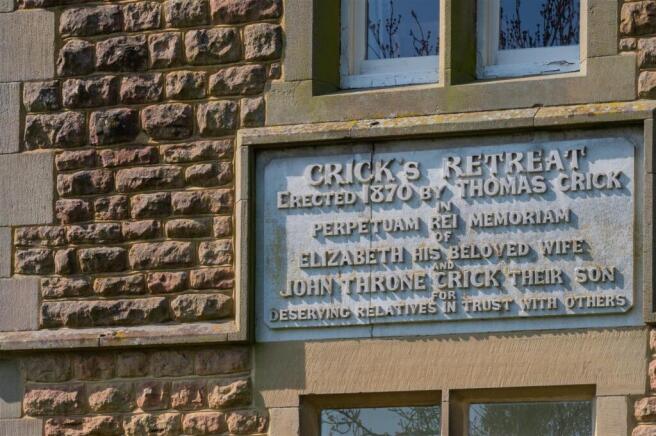 CRICK'S RETREAT
ERECTED 1870 BY THOMAS CRICK
IN
PERPETUAM REI MEMORIAM
OF
ELIZABETH HIS BELOVED WIFE
AND
JOHN THRONE CRICK THEIR SON
FOR
DESERVING RELATIVES IN TRUST WITH OTHERS